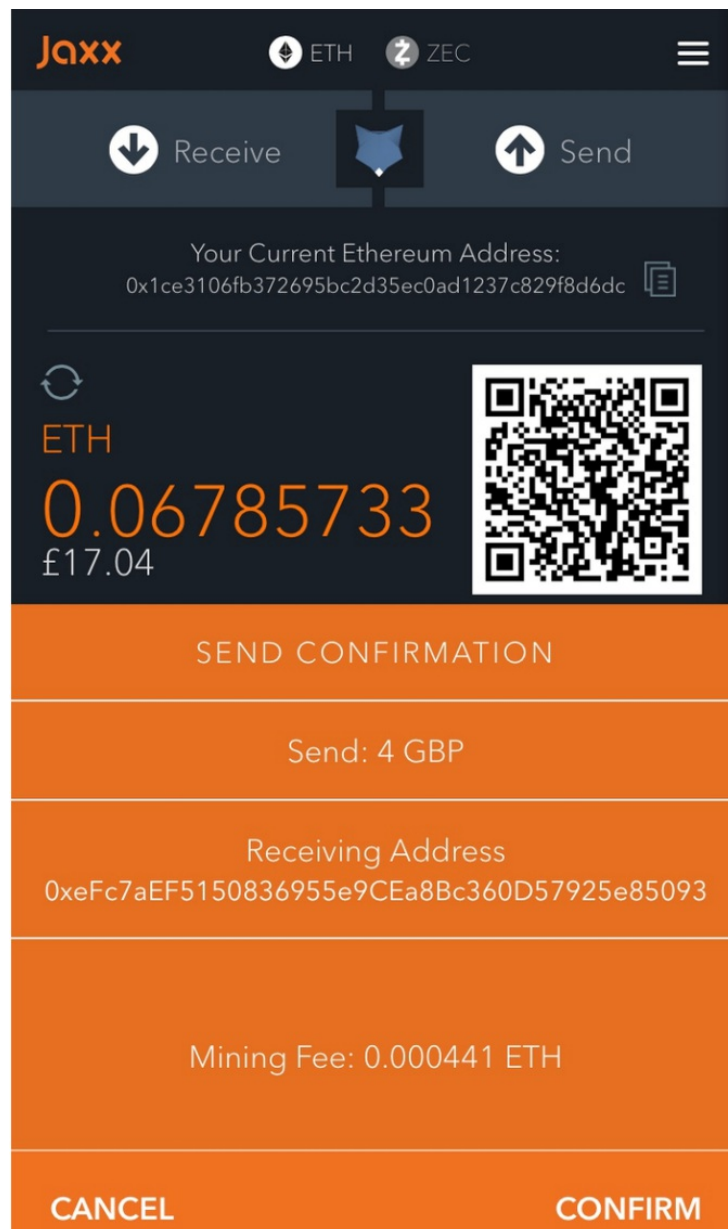 Jaxx
ETH ZEC
Receive Send
Your Current Ethereum Address:
0x1ce3106fb372695bc2d35ec0ad1237c829f8d6dc
ETH
0.06785733
£17.04
SEND CONFIRMATION
Send: 4 GBP
Receiving Address
0xeFc7aEF5150836955e9CEa8Bc360D57925e85093
Mining Fee: 0.000441 ETH
CANCEL CONFIRM